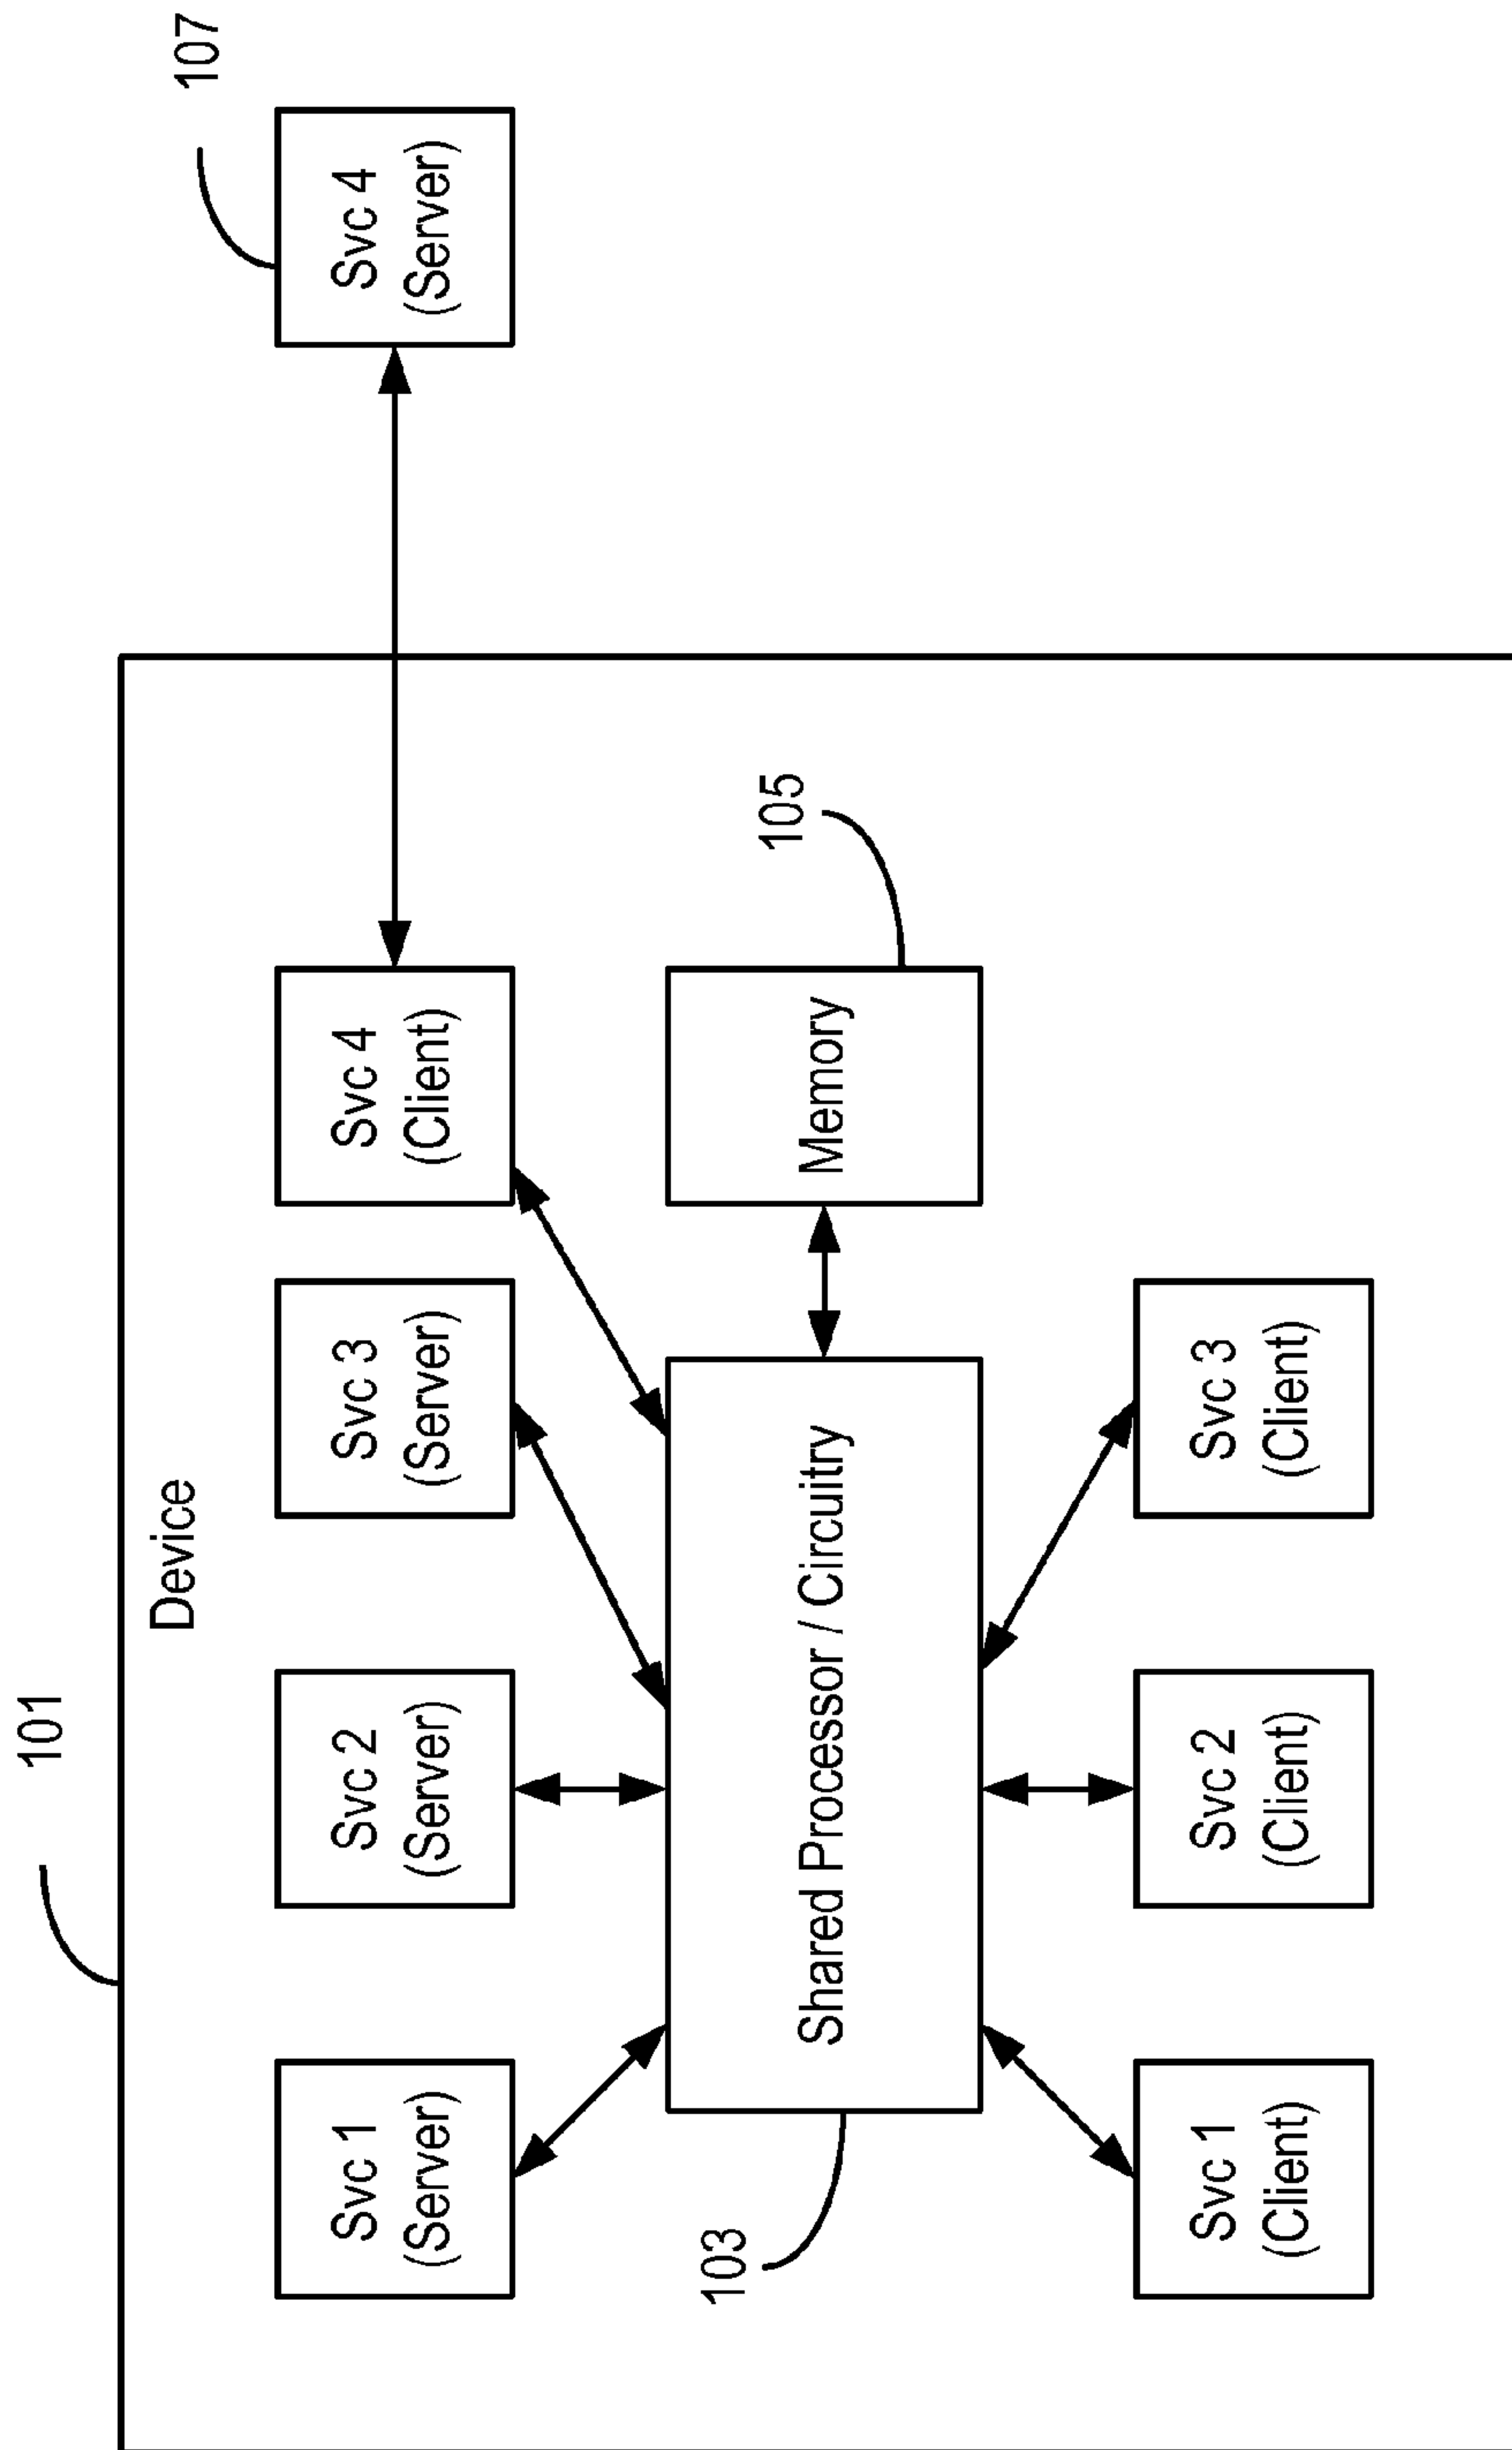 101
Device
107
Svc 1
(Server)
Svc 2
(Server)
Svc 3
(Server)
Svc 4
(Client)
Svc 4
(Server)
103
Shared Processor / Circuitry
Memory
105
Svc 1
(Client)
Svc 2
(Client)
Svc 3
(Client)